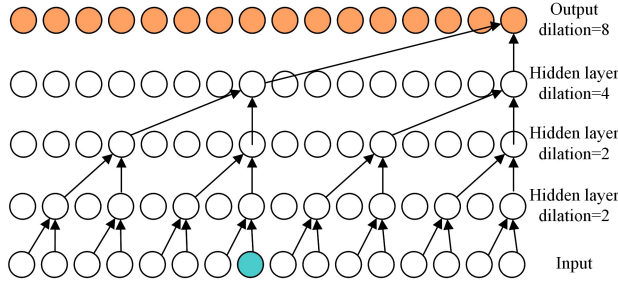 Output
dilation=8
Hidden layer
dilation=4
Hidden layer
dilation=2
Hidden layer
dilation=2
Input